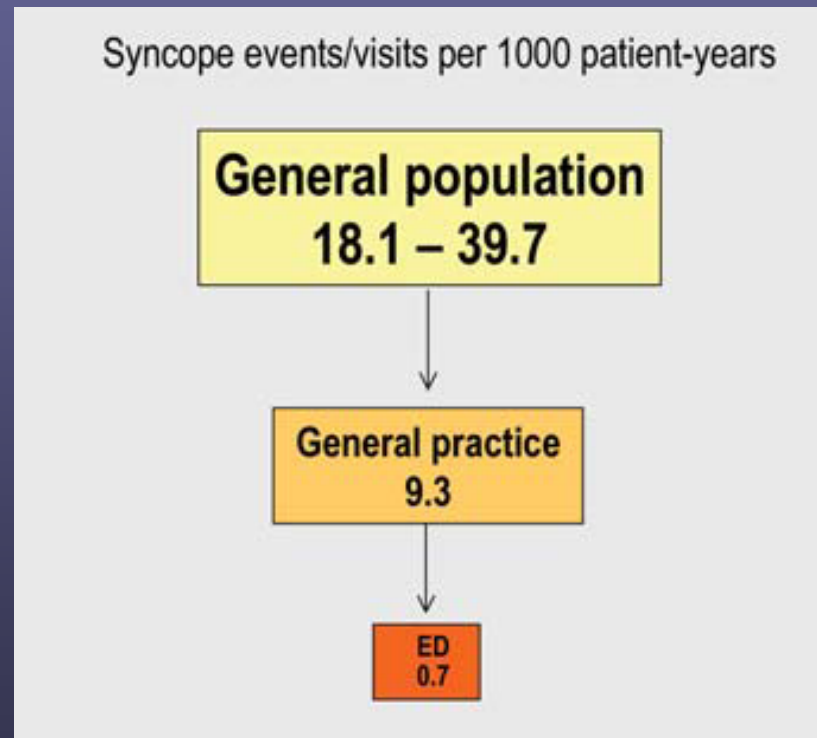 Syncope events/visits per 1000 patient-years
General population
18.1 – 39.7
General practice
9.3
ED
0.7